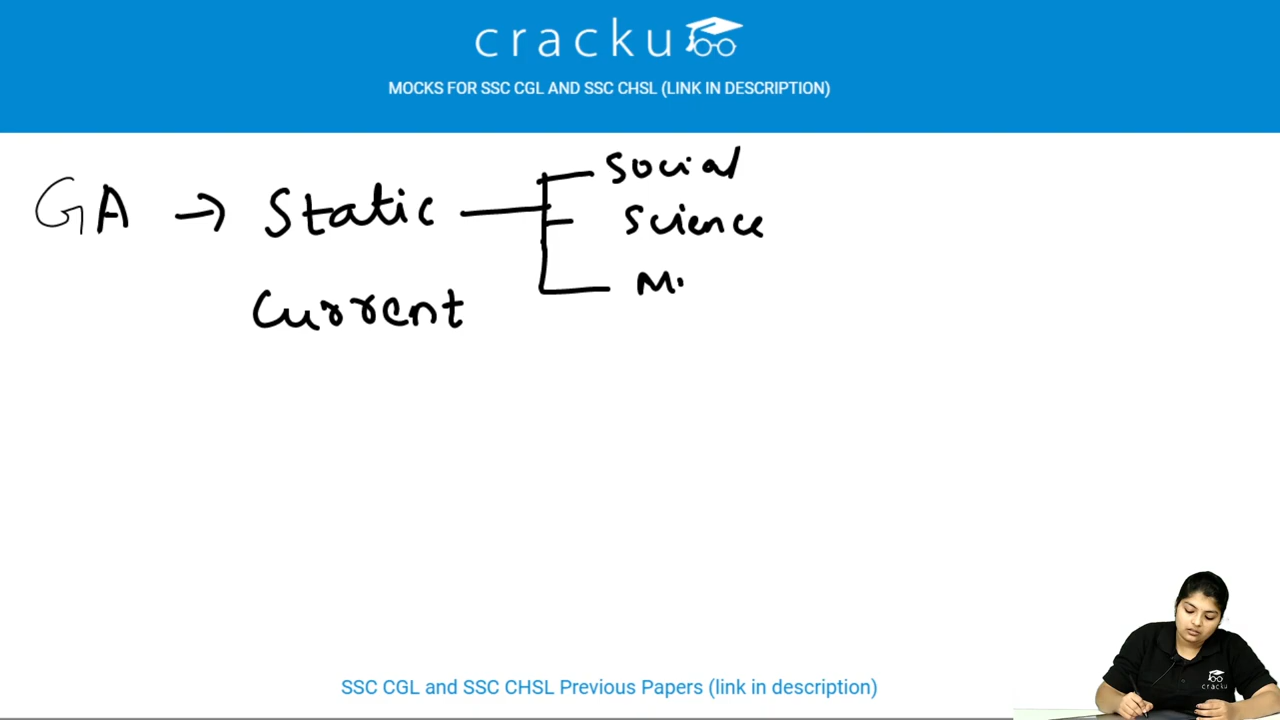 cracku
MOCKS FOR SSC CGL AND SSC CHSL (LINK IN DESCRIPTION)
GA → Static
Social
Science
M.
Current
cracku
SSC CGL and SSC CHSL Previous Papers (link in description)